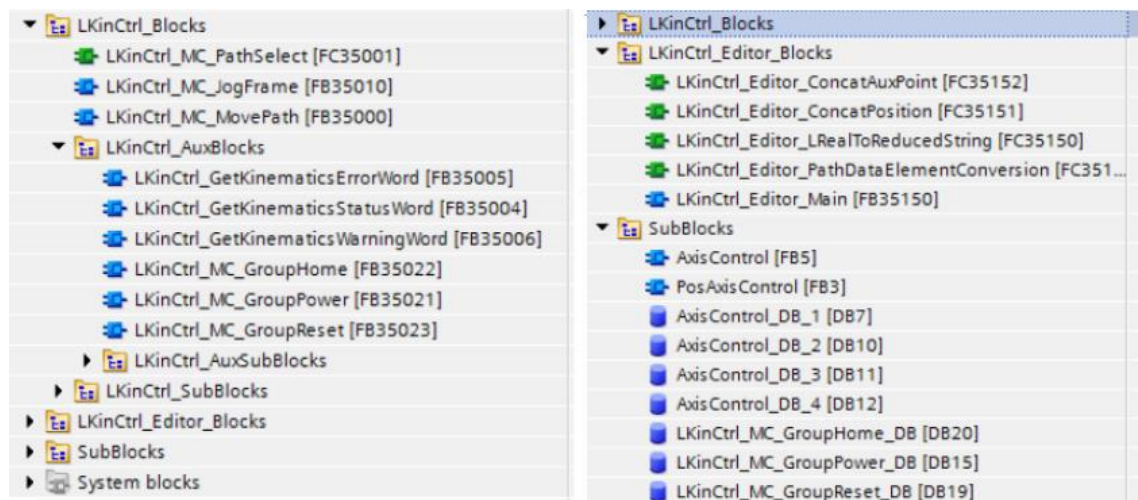 LKinCtrl_Blocks
LKinCtrl_MC_PathSelect [FC35001]
LKinCtrl_MC_JogFrame [FB35010]
LKinCtrl_MC_MovePath [FB35000]
LKinCtrl_AuxBlocks
LKinCtrl_GetKinematicsErrorWord [FB35005]
LKinCtrl_GetKinematicsStatusWord [FB35004]
LKinCtrl_GetKinematicsWarningWord [FB35006]
LKinCtrl_MC_GroupHome [FB35022]
LKinCtrl_MC_GroupPower [FB35021]
LKinCtrl_MC_GroupReset [FB35023]
LKinCtrl_AuxSubBlocks
LKinCtrl_SubBlocks
LKinCtrl_Editor_Blocks
SubBlocks
System blocks
LKinCtrl_Blocks
LKinCtrl_Editor_Blocks
LKinCtrl_Editor_ConcatAuxPoint [FC35152]
LKinCtrl_Editor_ConcatPosition [FC35151]
LKinCtrl_Editor_LRealToReducedString [FC35150]
LKinCtrl_Editor_PathDataElementConversion [FC351...
LKinCtrl_Editor_Main [FB35150]
SubBlocks
AxisControl [FB5]
PosAxisControl [FB3]
AxisControl_DB_1 [DB7]
AxisControl_DB_2 [DB10]
AxisControl_DB_3 [DB11]
AxisControl_DB_4 [DB12]
LKinCtrl_MC_GroupHome_DB [DB20]
LKinCtrl_MC_GroupPower_DB [DB15]
LKinCtrl_MC_GroupReset_DB [DB19]